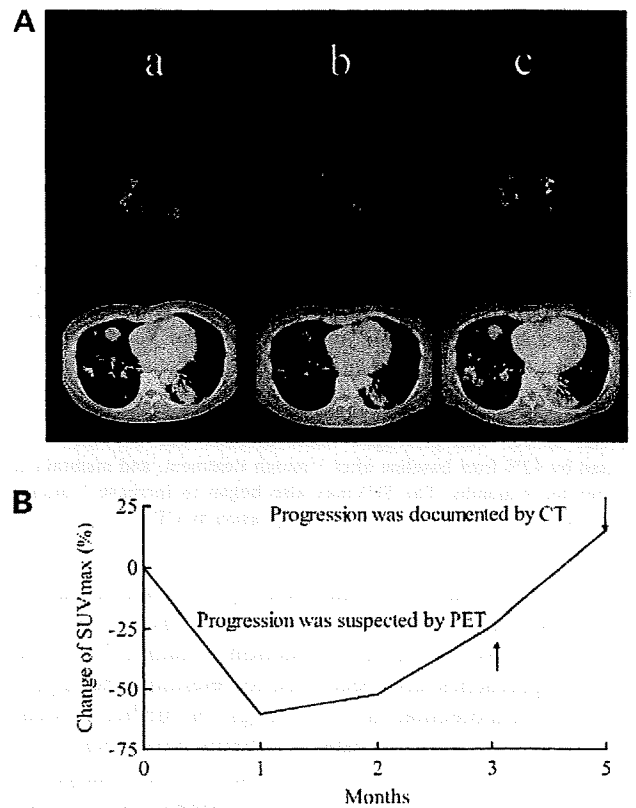 A
a b c
B
25
Progression was documented by CT
0
Progression was suspected by PET
-25
-50
-75
0 1 2 3 5
Change of SUVmax (%)
Months